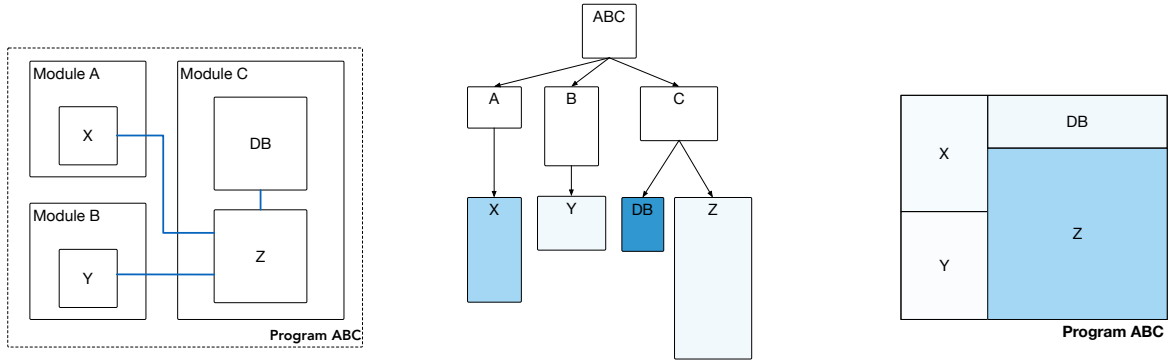 Module A
X
Module C
DB
Z
Module B
Y
Program ABC
ABC
A
B
C
X
Y
DB
Z
X
DB
Y
Z
Program ABC